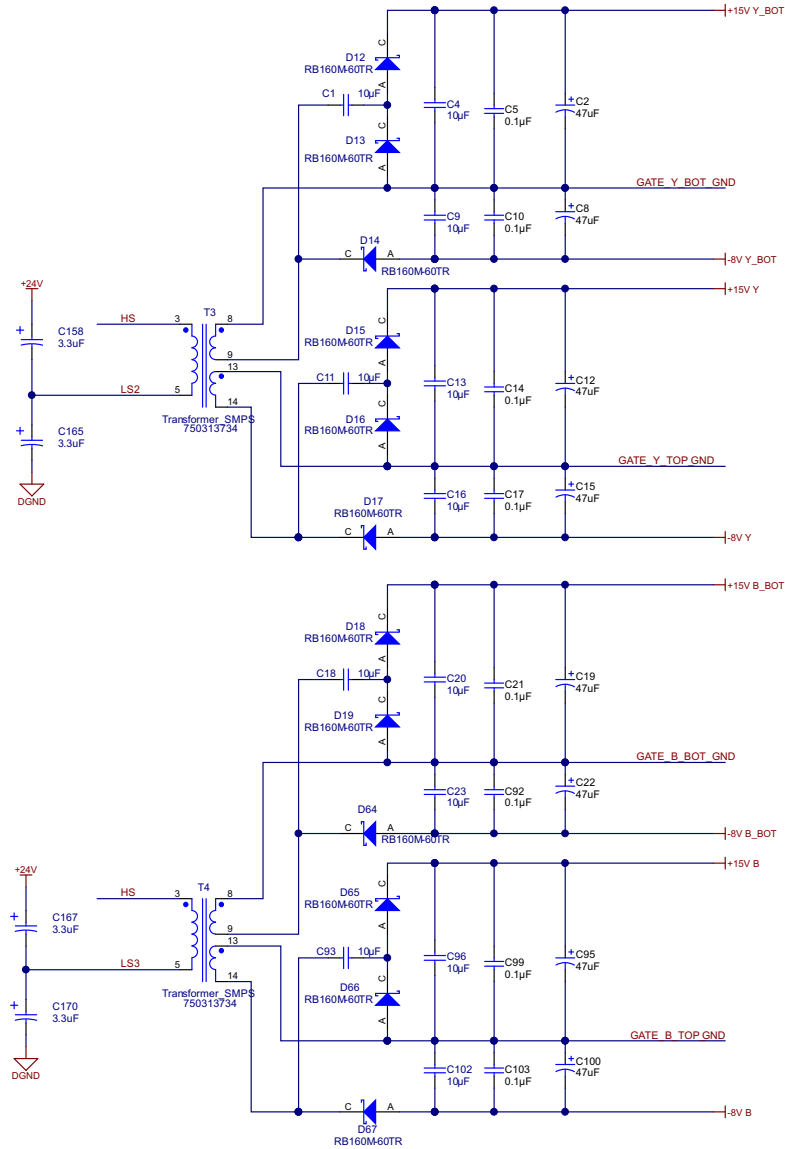 +15V Y_BOT
C
D12
RB160M-60TR
A
C1
10µF
C4
10µF
C5
0.1µF
+
C2
47uF
C
D13
RB160M-60TR
A
GATE_Y_BOT_GND
C9
10µF
C10
0.1µF
+
C8
47uF
D14
C
A
RB160M-60TR
-8V Y_BOT
+24V
+15V Y
T3
HS
3
8
C
+
C158
3.3uF
D15
RB160M-60TR
A
9
13
C11
10µF
C13
10µF
C14
0.1µF
+
C12
47uF
LS2
5
14
C
+
C165
3.3uF
Transformer_SMPS
750313734
D16
RB160M-60TR
A
GATE_Y_TOP GND
DGND
C16
10µF
C17
0.1µF
+
C15
47uF
D17
RB160M-60TR
C
A
-8V Y
+15V B_BOT
C
D18
RB160M-60TR
A
C18
10µF
C20
10µF
C21
0.1µF
+
C19
47uF
C
D19
RB160M-60TR
A
GATE_B_BOT_GND
C23
10µF
C92
0.1µF
+
C22
47uF
D64
C
A
RB160M-60TR
-8V B_BOT
+24V
+15V B
T4
HS
3
8
C
+
C167
3.3uF
D65
RB160M-60TR
A
9
13
C93
10µF
C96
10µF
C99
0.1µF
+
C95
47uF
LS3
5
14
C
+
C170
3.3uF
Transformer_SMPS
750313734
D66
RB160M-60TR
A
GATE_B_TOP GND
DGND
C102
10µF
C103
0.1µF
+
C100
47uF
C
A
D67
RB160M-60TR
-8V B